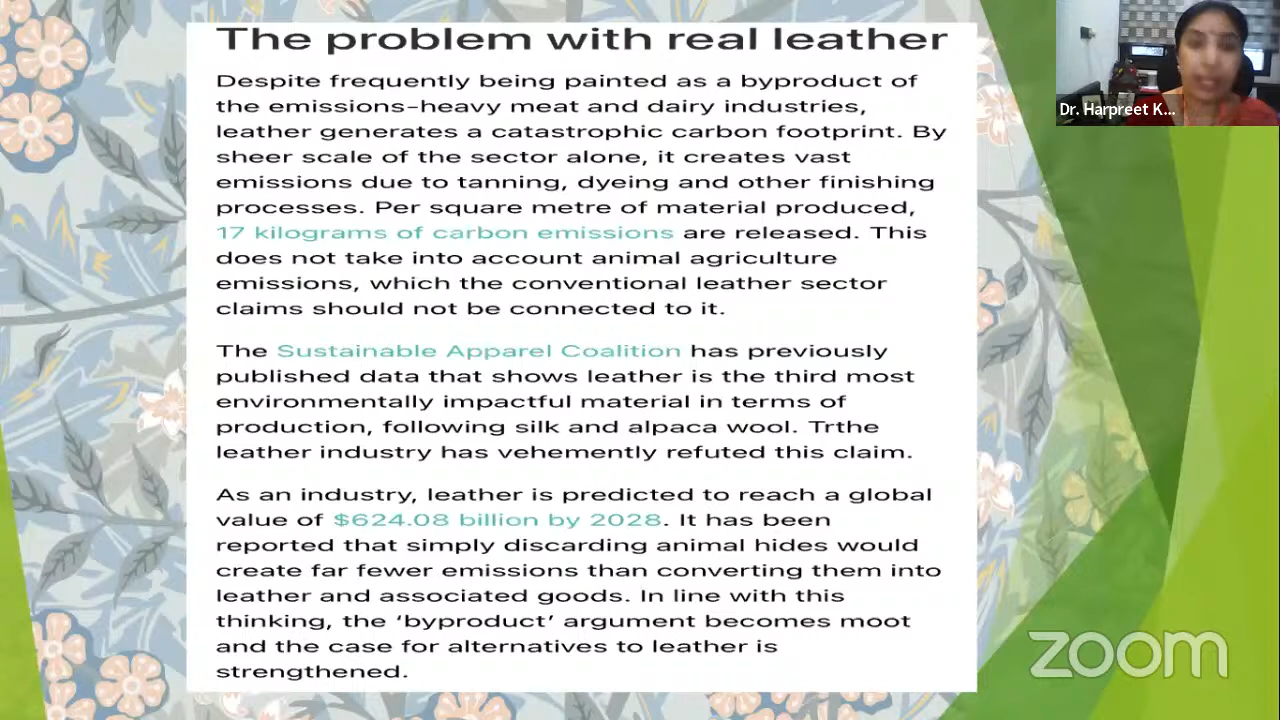 The problem with real leather
Despite frequently being painted as a byproduct of
the emissions-heavy meat and dairy industries,
leather generates a catastrophic carbon footprint. By
sheer scale of the sector alone, it creates vast
emissions due to tanning, dyeing and other finishing
processes. Per square metre of material produced,
17 kilograms of carbon emissions are released. This
does not take into account animal agriculture
emissions, which the conventional leather sector
claims should not be connected to it.
The Sustainable Apparel Coalition has previously
published data that shows leather is the third most
environmentally impactful material in terms of
production, following silk and alpaca wool. Trthe
leather industry has vehemently refuted this claim.
As an industry, leather is predicted to reach a global
value of $624.08 billion by 2028. It has been
reported that simply discarding animal hides would
create far fewer emissions than converting them into
leather and associated goods. In line with this
thinking, the ‘byproduct’ argument becomes moot
and the case for alternatives to leather is
strengthened.
Dr. Harpreet K...
zoom